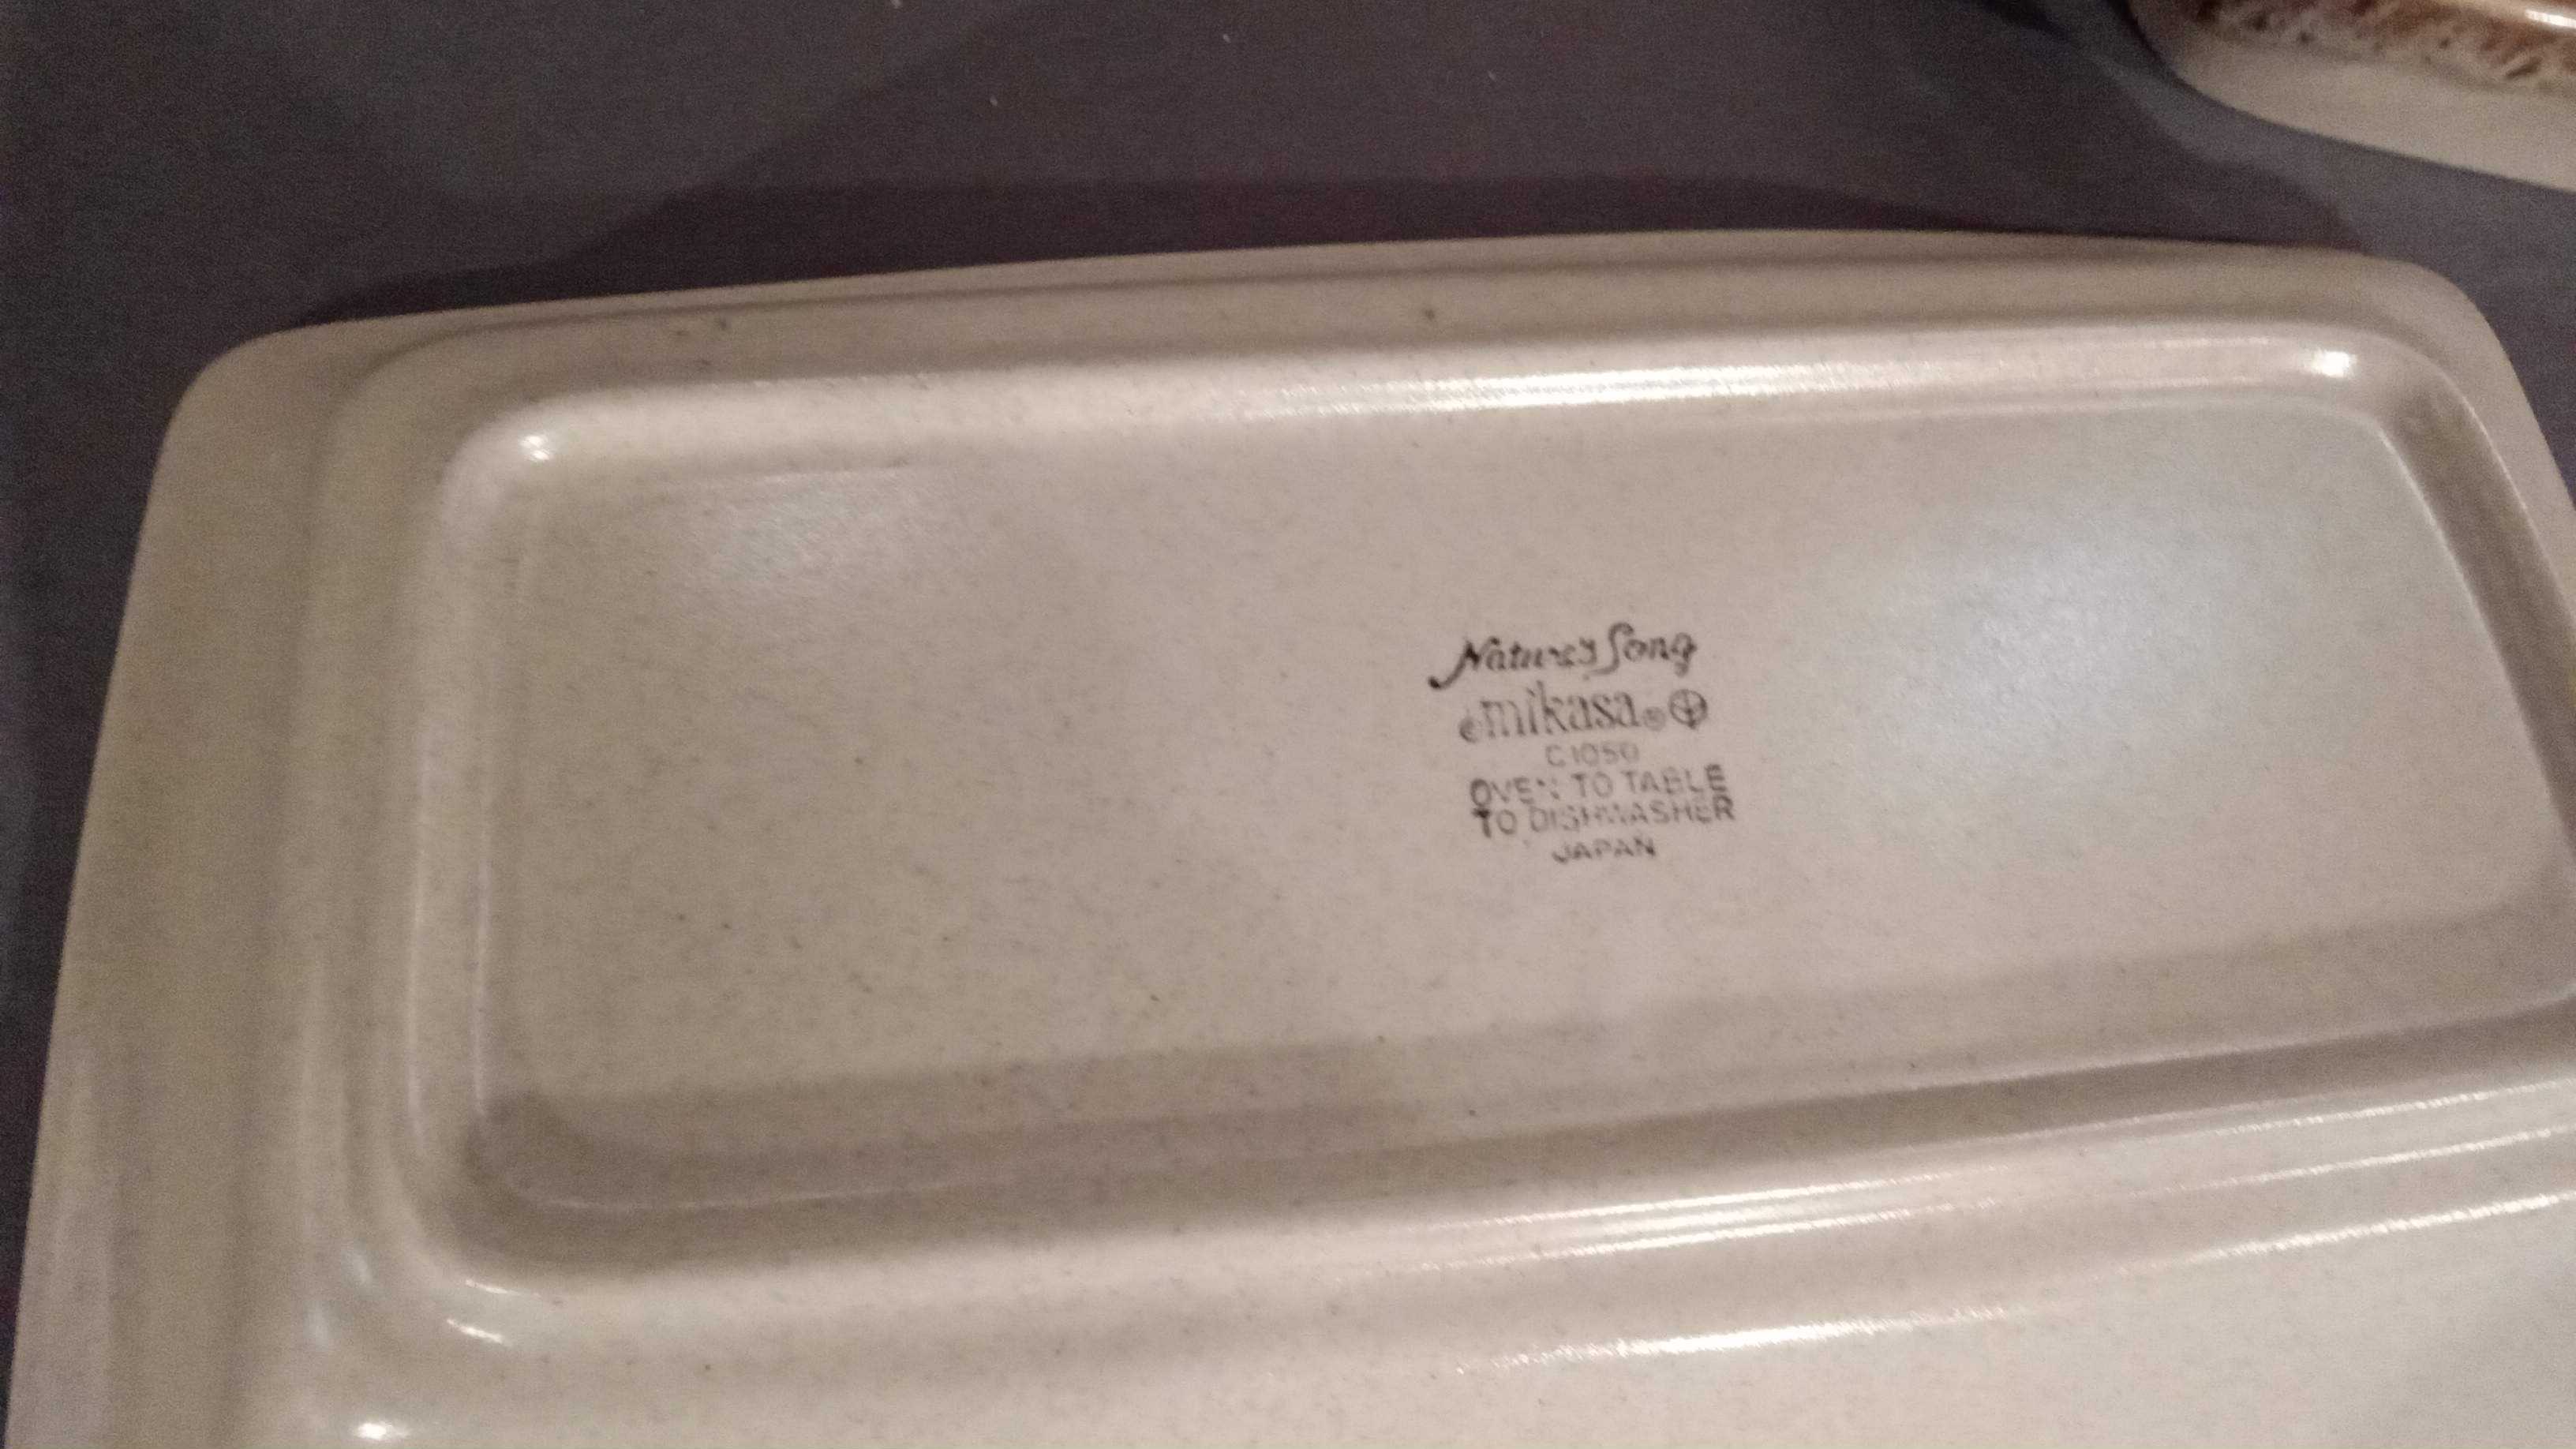 Nature's Song
mikasa®
C1050
OVEN TO TABLE
TO DISHWASHER
JAPAN